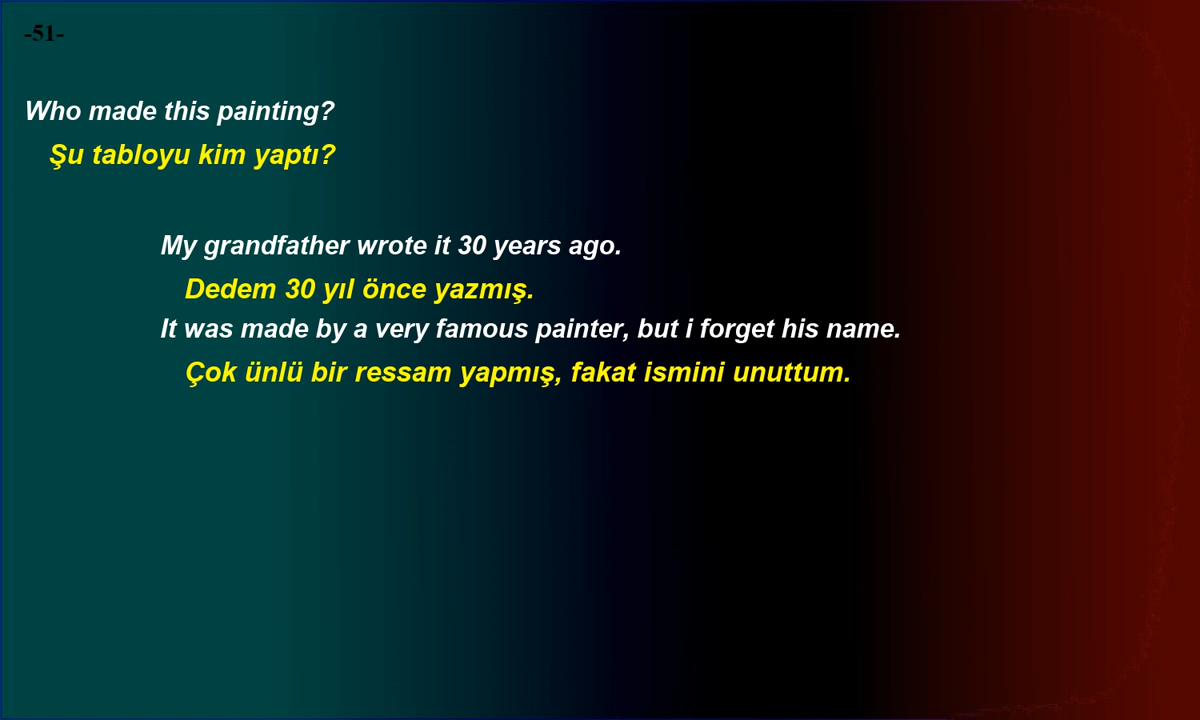 -51-
Who made this painting?
Şu tabloyu kim yaptı?
My grandfather wrote it 30 years ago.
Dedem 30 yıl önce yazmış.
It was made by a very famous painter, but i forget his name.
Çok ünlü bir ressam yapmış, fakat ismini unuttum.